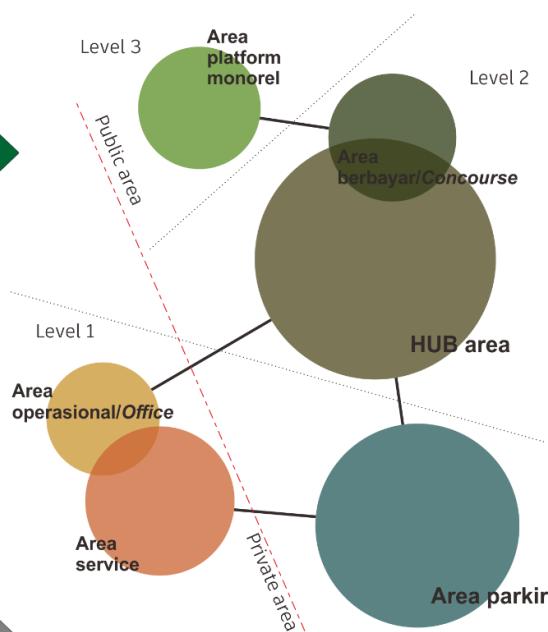 Level 3
Area
platform
monorel
Level 2
Public area
Area
berbayar/Concourse
HUB area
Level 1
Area
operasional/Office
Area
service
Private area
Area parkir